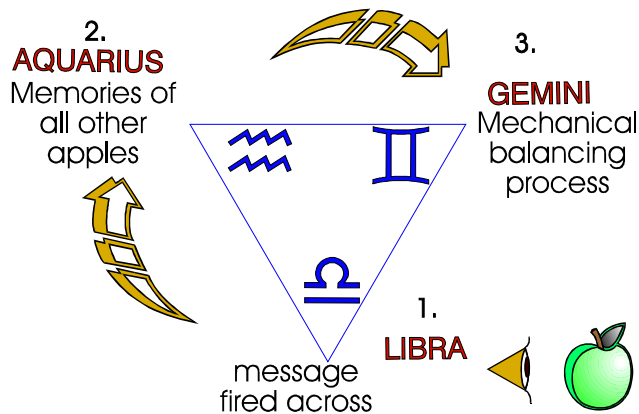 2.
AQUARIUS
Memories of
all other
apples
3.
GEMINI
Mechanical
balancing
process
1.
LIBRA
message
fired across